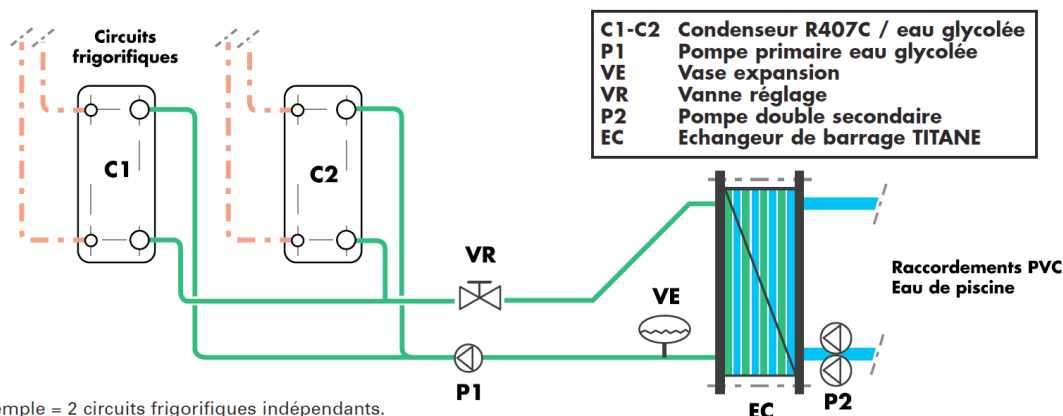 Circuits
frigorifiques
C1-C2 Condenseur R407C / eau glycolée
P1 Pompe primaire eau glycolée
VE Vase expansion
VR Vanne réglage
P2 Pompe double secondaire
EC Echangeur de barrage TITANE
C1
C2
VR
VE
Raccordements PVC
Eau de piscine
P1
P2
EC
= 2 circuits frigorifiques indépendants.